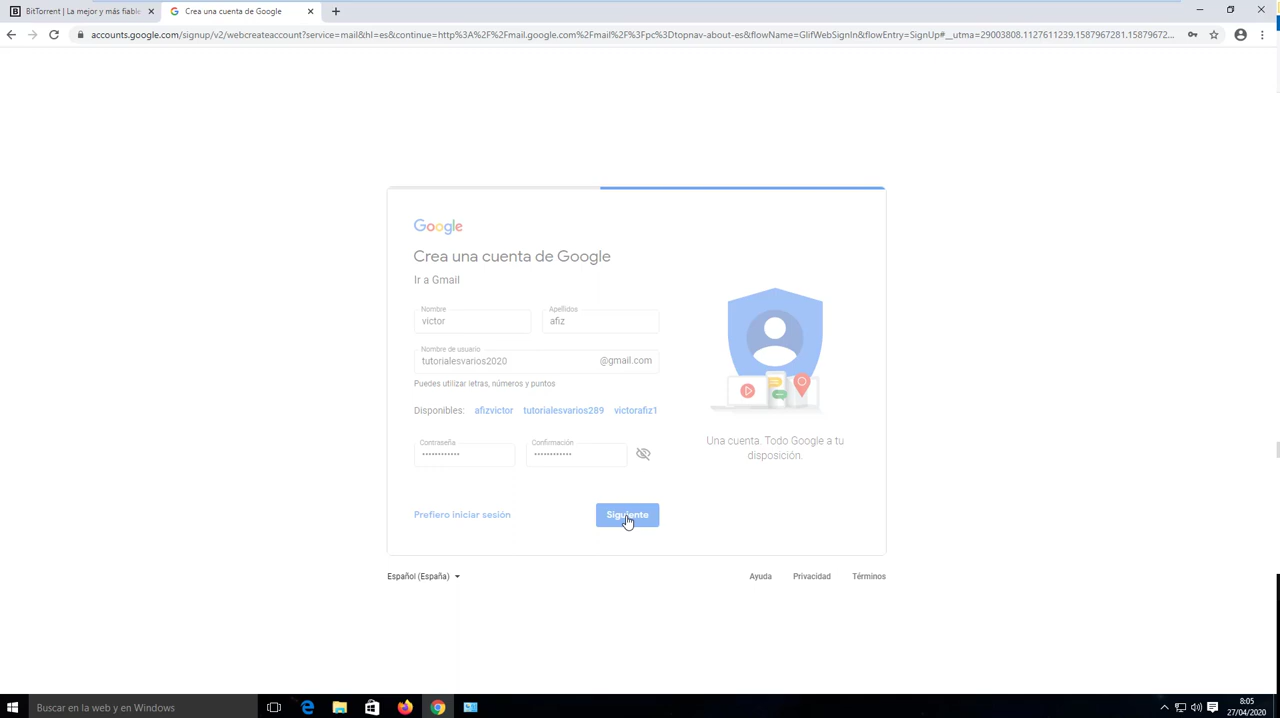 BitTorrent | La mejor y más fiable
Crea una cuenta de Google
accounts.google.com/signup/v2/webcreateaccount?service=mail&hl=es&continue=http%3A%2F%2Fmail.google.com%2Fmail%2F%3Fpc%3Dtopnav-about-es&flowName=GlifWebSignIn&flowEntry=SignUp#__utma=29003808.1127611239.1587967281.15879672...
Google
Crea una cuenta de Google
Ir a Gmail
Nombre
Apellidos
victor
afiz
Nombre de usuario
tutorialesvarios2020 @gmail.com
Puedes utilizar letras, números y puntos
Disponibles: afizvictor tutorialesvarios289 victorafiz1
Contraseña
Confirmación
••••••••••••
••••••••••••
Prefiero iniciar sesión
Siguiente
Una cuenta. Todo Google a tu
disposición.
Español (España)
Ayuda
Privacidad
Términos
Buscar en la web y en Windows
8:05
27/04/2020